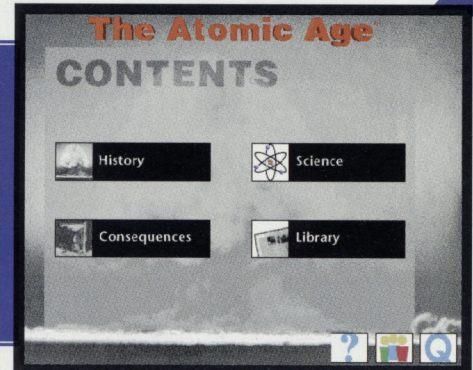 The Atomic Age
CONTENTS
History
Science
Consequences
Library
?
Q